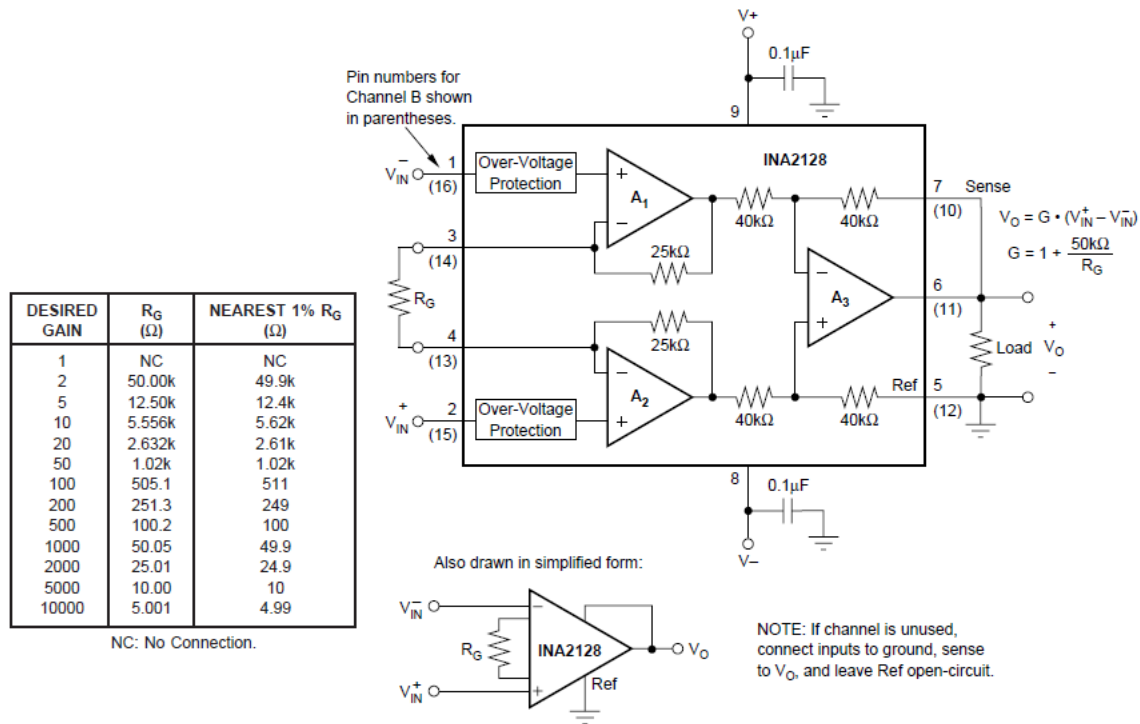 V+
0.1µF
Pin numbers for
Channel B shown
in parentheses.
9
INA2128
1
(16)
V–IN
Over-Voltage
Protection
+
A1
−
40kΩ
40kΩ
7
(10)
Sense
VO = G • (V+IN – V–IN)
G = 1 + 50kΩ
RG
3
(14)
25kΩ
RG
−
A3
+
6
(11)
4
(13)
25kΩ
Load
+
VO
−
−
A2
+
2
(15)
V+IN
Over-Voltage
Protection
40kΩ
40kΩ
Ref
5
(12)
8
0.1µF
V–
DESIRED GAIN RG (Ω) NEAREST 1% RG (Ω)
1 NC NC
2 50.00k 49.9k
5 12.50k 12.4k
10 5.556k 5.62k
20 2.632k 2.61k
50 1.02k 1.02k
100 505.1 511
200 251.3 249
500 100.2 100
1000 50.05 49.9
2000 25.01 24.9
5000 10.00 10
10000 5.001 4.99
NC: No Connection.
Also drawn in simplified form:
V–IN
−
RG
INA2128
VO
V+IN
+
Ref
NOTE: If channel is unused,
connect inputs to ground, sense
to VO, and leave Ref open-circuit.